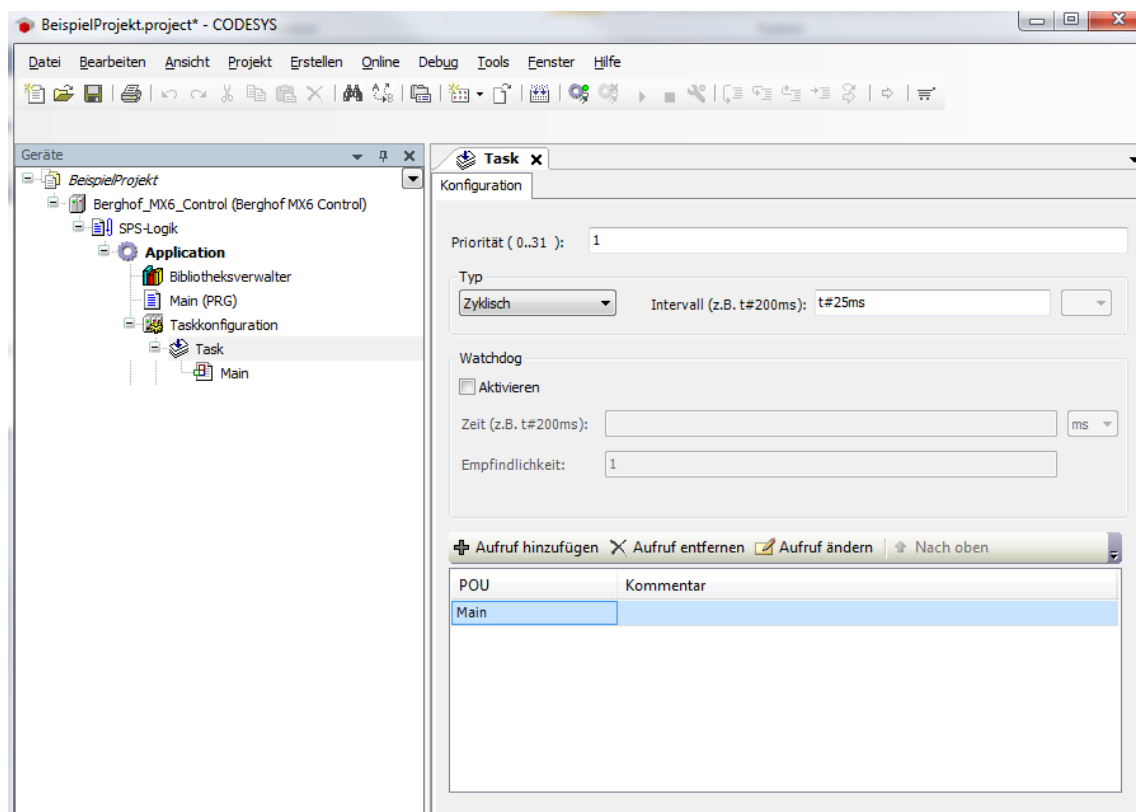 BeispielProjekt.project* - CODESYS
Datei Bearbeiten Ansicht Projekt Erstellen Online Debug Tools Fenster Hilfe
Geräte
BeispielProjekt
Berghof_MX6_Control (Berghof MX6 Control)
SPS-Logik
Application
Bibliotheksverwalter
Main (PRG)
Taskkonfiguration
Task
Main
Task
Konfiguration
Priorität ( 0..31 ): 1
Typ
Zyklisch Intervall (z.B. t#200ms): t#25ms
Watchdog
Aktivieren
Zeit (z.B. t#200ms): ms
Empfindlichkeit: 1
Aufruf hinzufügen Aufruf entfernen Aufruf ändern Nach oben
POU Kommentar
Main